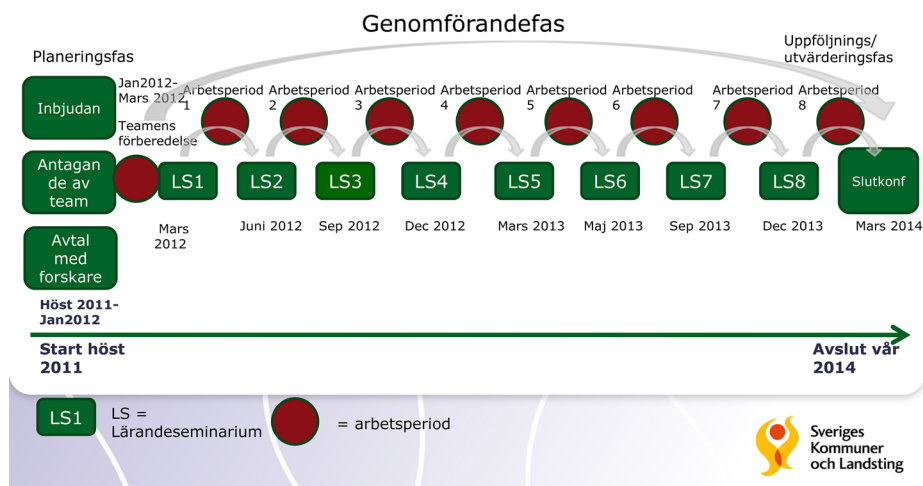 Genomförandefas
Planeringsfas
Uppföljnings/
utvärderingsfas
Inbjudan
Jan2012-
Mars 2012
Teamens
förberedelse
Arbetsperiod
1
Arbetsperiod
2
Arbetsperiod
3
Arbetsperiod
4
Arbetsperiod
5
Arbetsperiod
6
Arbetsperiod
7
Arbetsperiod
8
Antagan
de av
team
LS1
LS2
LS3
LS4
LS5
LS6
LS7
LS8
Slutkonf
Mars
2012
Juni 2012
Sep 2012
Dec 2012
Mars 2013
Maj 2013
Sep 2013
Dec 2013
Mars 2014
Avtal
med
forskare
Höst 2011-
Jan2012
Start höst
2011
Avslut vår
2014
LS1
LS =
Lärandeseminarium
= arbetsperiod
Sveriges
Kommuner
och Landsting